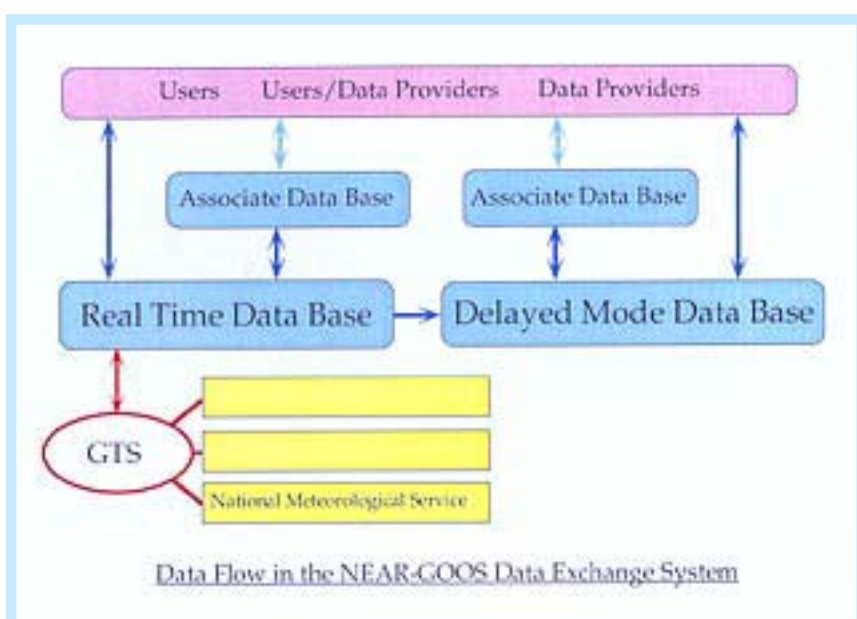 Users Users/Data Providers Data Providers
Associate Data Base Associate Data Base
Real Time Data Base Delayed Mode Data Base
GTS
National Meteorological Service
Data Flow in the NEAR-GOOS Data Exchange System